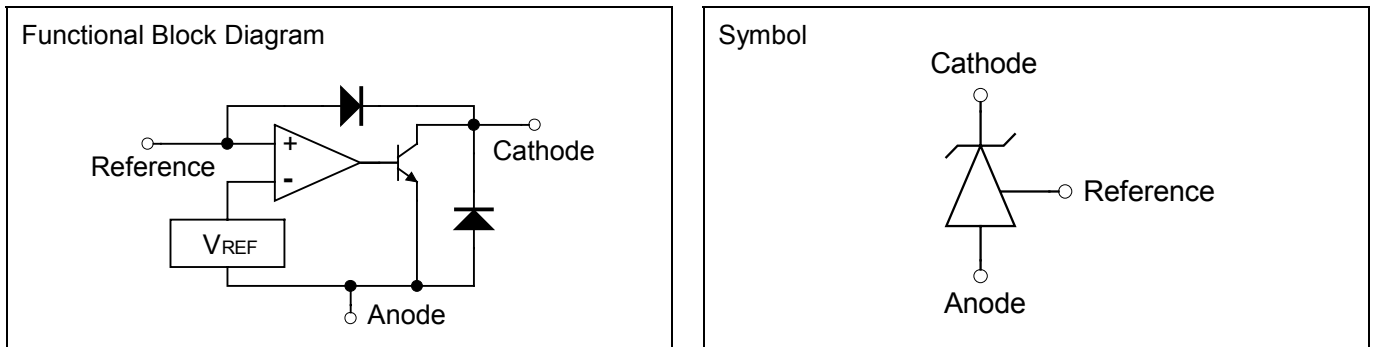 Functional Block Diagram
Reference
+
-
VREF
Cathode
Anode
Symbol
Cathode
Reference
Anode